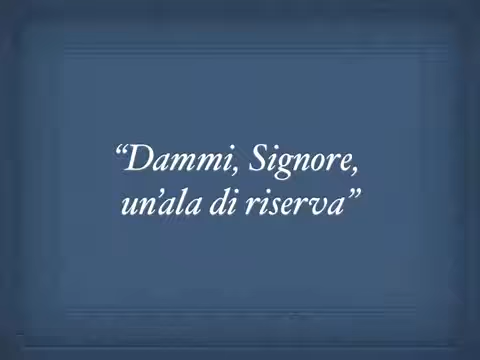 “Dammi, Signore,
un’ala di riserva”